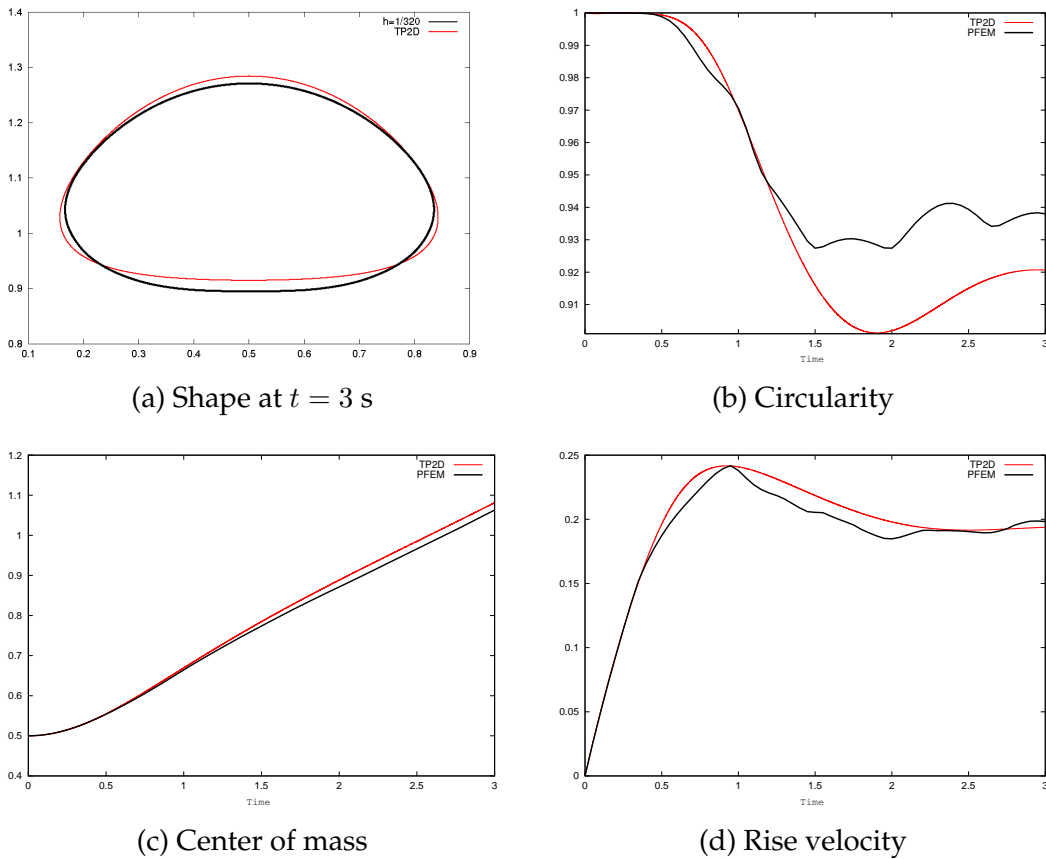 1.4
1.3
1.2
1.1
1
0.9
0.8
0.1 0.2 0.3 0.4 0.5 0.6 0.7 0.8 0.9
h=1/320
TP2D
(a) Shape at t = 3 s
1
0.99
0.98
0.97
0.96
0.95
0.94
0.93
0.92
0.91
0 0.5 1 1.5 2 2.5 3
Time
TP2D
PFEM
(b) Circularity
1.2
1.1
1
0.9
0.8
0.7
0.6
0.5
0.4
0 0.5 1 1.5 2 2.5 3
Time
TP2D
PFEM
(c) Center of mass
0.25
0.2
0.15
0.1
0.05
0
0 0.5 1 1.5 2 2.5 3
Time
TP2D
PFEM
(d) Rise velocity